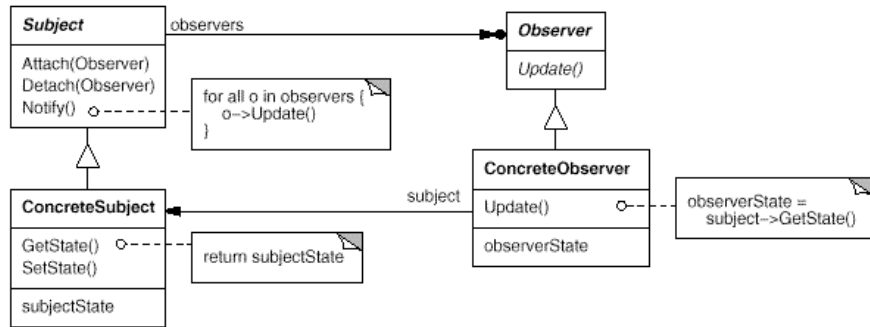 Subject
observers
Observer
Attach(Observer)
Detach(Observer)
Notify()
Update()
for all o in observers {
o->Update()
}
ConcreteSubject
GetState()
SetState()
subjectState
return subjectState
subject
ConcreteObserver
Update()
observerState
observerState =
subject->GetState()